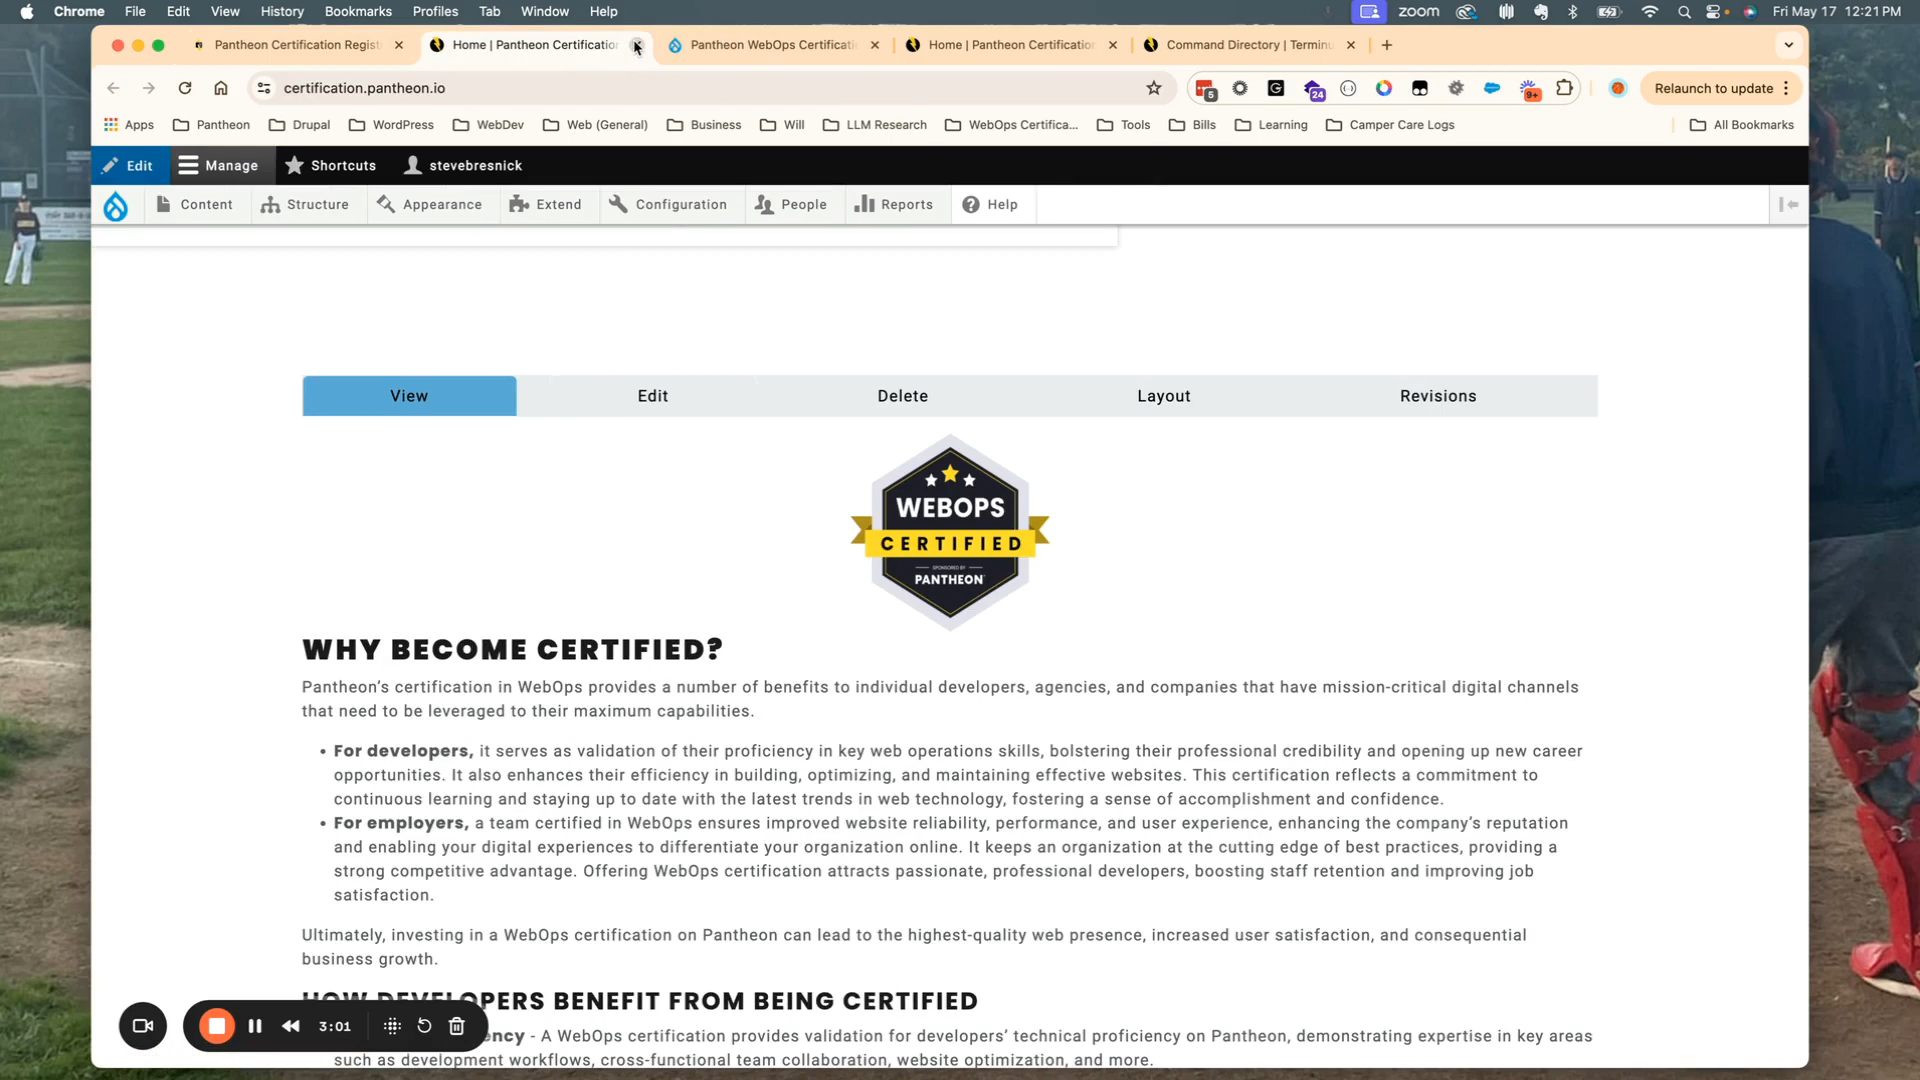 Chrome File Edit View History Bookmarks Profiles Tab Window Help
zoom
Fri May 17 12:21 PM
Pantheon Certification Regist
Home | Pantheon Certification
Pantheon WebOps Certificati
Home | Pantheon Certification
Command Directory | Terminu
certification.pantheon.io
5
24
9+
Relaunch to update
Apps Pantheon Drupal WordPress WebDev Web (General) Business Will LLM Research WebOps Certifica... Tools Bills Learning Camper Care Logs All Bookmarks
Edit Manage Shortcuts stevebresnick
Content Structure Appearance Extend Configuration People Reports Help
View Edit Delete Layout Revisions
WEBOPS
CERTIFIED
SPONSORED BY
PANTHEON
WHY BECOME CERTIFIED?
Pantheon’s certification in WebOps provides a number of benefits to individual developers, agencies, and companies that have mission-critical digital channels
that need to be leveraged to their maximum capabilities.
• For developers, it serves as validation of their proficiency in key web operations skills, bolstering their professional credibility and opening up new career
opportunities. It also enhances their efficiency in building, optimizing, and maintaining effective websites. This certification reflects a commitment to
continuous learning and staying up to date with the latest trends in web technology, fostering a sense of accomplishment and confidence.
• For employers, a team certified in WebOps ensures improved website reliability, performance, and user experience, enhancing the company’s reputation
and enabling your digital experiences to differentiate your organization online. It keeps an organization at the cutting edge of best practices, providing a
strong competitive advantage. Offering WebOps certification attracts passionate, professional developers, boosting staff retention and improving job
satisfaction.
Ultimately, investing in a WebOps certification on Pantheon can lead to the highest-quality web presence, increased user satisfaction, and consequential
business growth.
HOW DEVELOPERS BENEFIT FROM BEING CERTIFIED
3:01
ency - A WebOps certification provides validation for developers’ technical proficiency on Pantheon, demonstrating expertise in key areas
such as development workflows, cross-functional team collaboration, website optimization, and more.